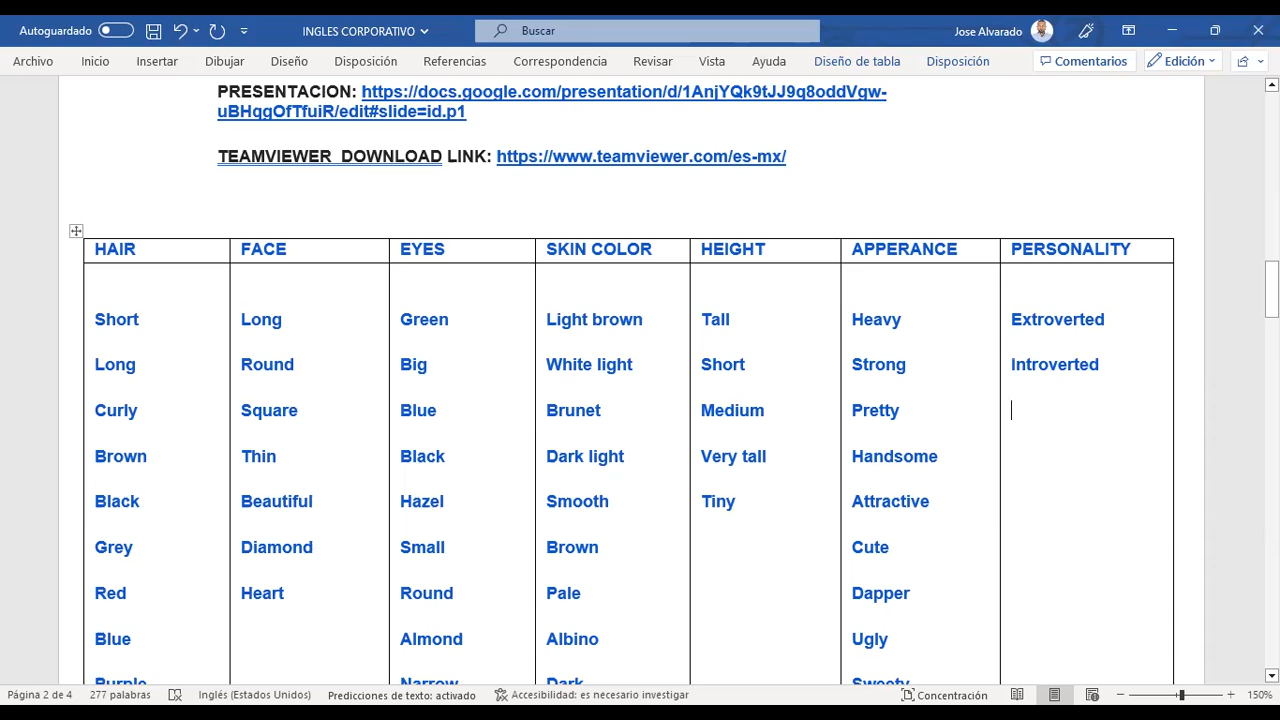 Autoguardado INGLES CORPORATIVO Buscar Jose Alvarado
Archivo Inicio Insertar Dibujar Diseño Disposición Referencias Correspondencia Revisar Vista Ayuda Diseño de tabla Disposición Comentarios Edición
PRESENTACION: https://docs.google.com/presentation/d/1AnjYQk9tJJ9q8oddVgw-
uBHqgOfTfuiR/edit#slide=id.p1
TEAMVIEWER DOWNLOAD LINK: https://www.teamviewer.com/es-mx/
HAIR FACE EYES SKIN COLOR HEIGHT APPERANCE PERSONALITY
Short Long Green Light brown Tall Heavy Extroverted
Long Round Big White light Short Strong Introverted
Curly Square Blue Brunet Medium Pretty
Brown Thin Black Dark light Very tall Handsome
Black Beautiful Hazel Smooth Tiny Attractive
Grey Diamond Small Brown Cute
Red Heart Round Pale Dapper
Blue Almond Albino Ugly
Purple Narrow Dark Sweety
Página 2 de 4 277 palabras Inglés (Estados Unidos) Predicciones de texto: activado Accesibilidad: es necesario investigar Concentración 150%